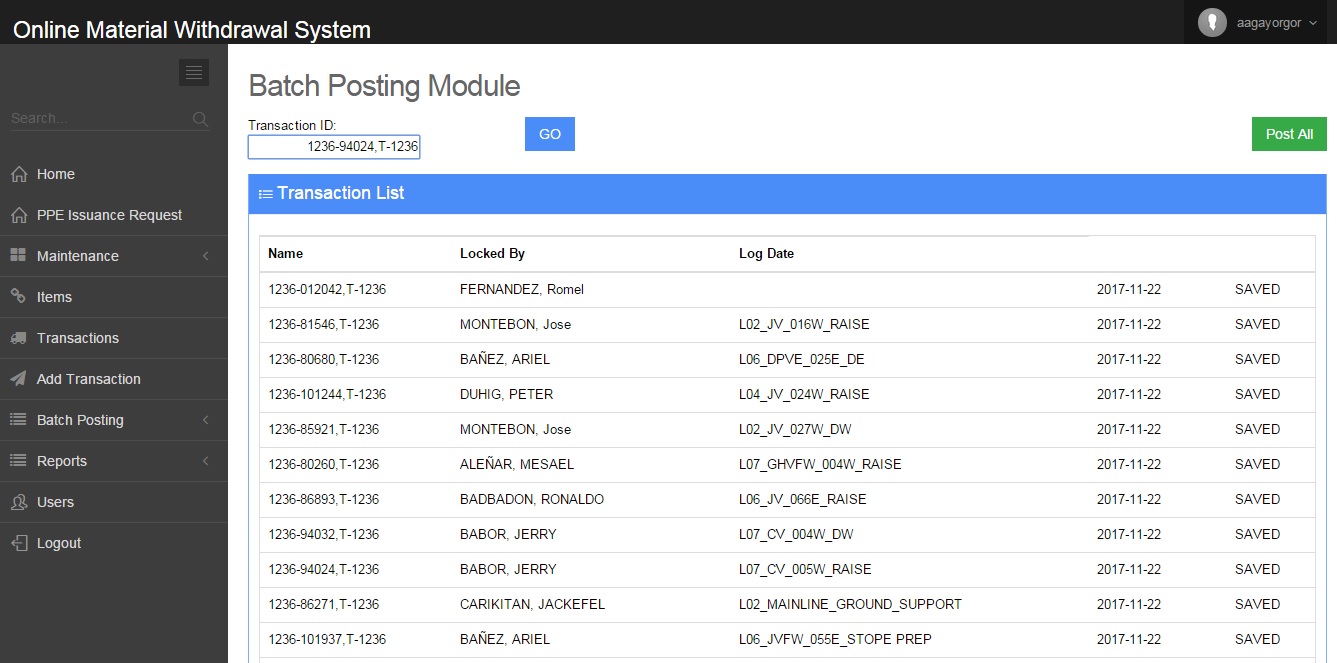 Online Material Withdrawal System
aagayorgor
Search...
Home
PPE Issuance Request
Maintenance
Items
Transactions
Add Transaction
Batch Posting
Reports
Users
Logout
Batch Posting Module
Transaction ID:
1236-94024,T-1236
GO
Post All
Transaction List
Name Locked By Log Date
1236-012042,T-1236 FERNANDEZ, Romel 2017-11-22 SAVED
1236-81546,T-1236 MONTEBON, Jose L02_JV_016W_RAISE 2017-11-22 SAVED
1236-80680,T-1236 BAÑEZ, ARIEL L06_DPVE_025E_DE 2017-11-22 SAVED
1236-101244,T-1236 DUHIG, PETER L04_JV_024W_RAISE 2017-11-22 SAVED
1236-85921,T-1236 MONTEBON, Jose L02_JV_027W_DW 2017-11-22 SAVED
1236-80260,T-1236 ALEÑAR, MESAEL L07_GHVFW_004W_RAISE 2017-11-22 SAVED
1236-86893,T-1236 BADBADON, RONALDO L06_JV_066E_RAISE 2017-11-22 SAVED
1236-94032,T-1236 BABOR, JERRY L07_CV_004W_DW 2017-11-22 SAVED
1236-94024,T-1236 BABOR, JERRY L07_CV_005W_RAISE 2017-11-22 SAVED
1236-86271,T-1236 CARIKITAN, JACKEFEL L02_MAINLINE_GROUND_SUPPORT 2017-11-22 SAVED
1236-101937,T-1236 BAÑEZ, ARIEL L06_JVFW_055E_STOPE PREP 2017-11-22 SAVED